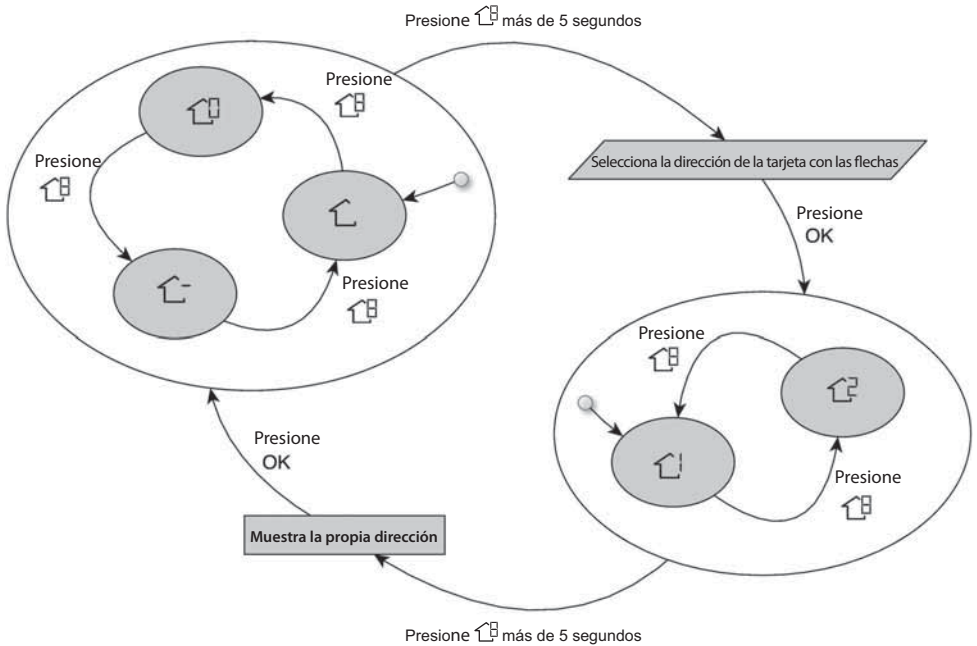 Presione más de 5 segundos
Presione
Presione
Presione
Selecciona la dirección de la tarjeta con las flechas
Presione
OK
Presione
Presione
Presione
OK
Muestra la propia dirección
Presione más de 5 segundos